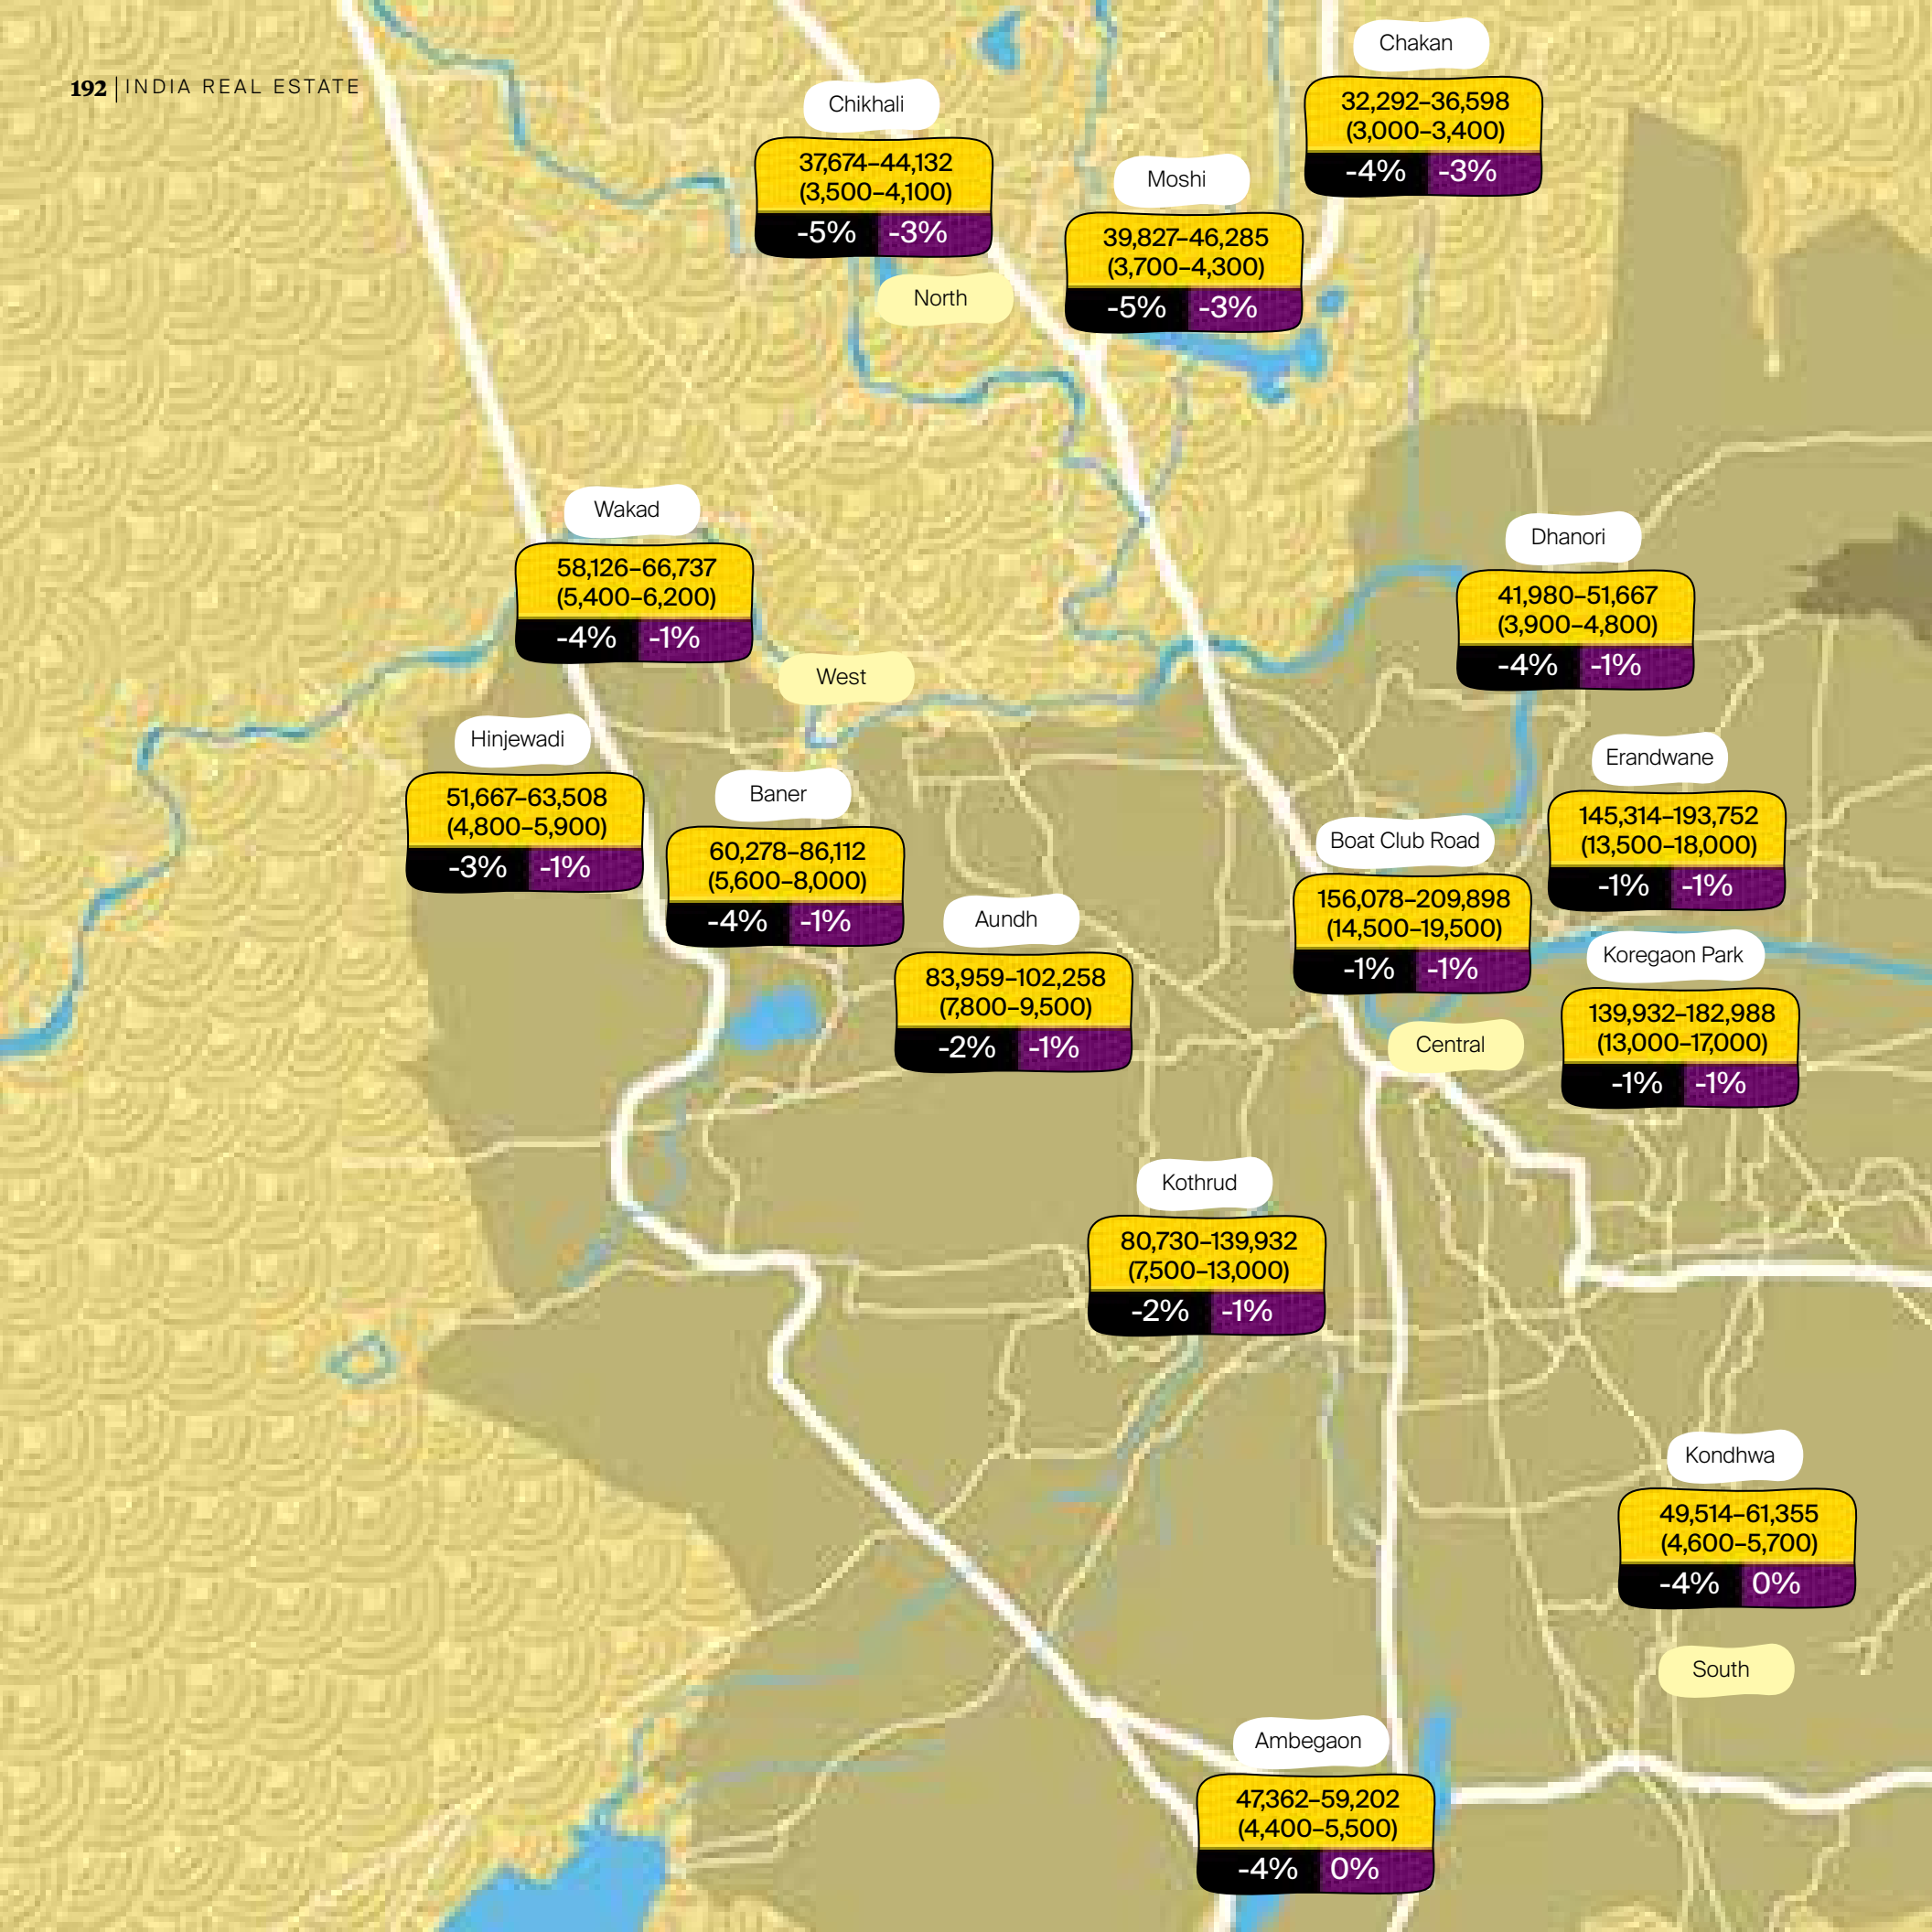 192 | INDIA REAL ESTATE
Chakan
32,292–36,598
(3,000–3,400)
-4% -3%
Chikhali
37,674–44,132
(3,500–4,100)
-5% -3%
Moshi
39,827–46,285
(3,700–4,300)
-5% -3%
North
Wakad
58,126–66,737
(5,400–6,200)
-4% -1%
Dhanori
41,980–51,667
(3,900–4,800)
-4% -1%
West
Hinjewadi
51,667–63,508
(4,800–5,900)
-3% -1%
Baner
60,278–86,112
(5,600–8,000)
-4% -1%
Erandwane
145,314–193,752
(13,500–18,000)
-1% -1%
Boat Club Road
156,078–209,898
(14,500–19,500)
-1% -1%
Aundh
83,959–102,258
(7,800–9,500)
-2% -1%
Koregaon Park
139,932–182,988
(13,000–17,000)
-1% -1%
Central
Kothrud
80,730–139,932
(7,500–13,000)
-2% -1%
Kondhwa
49,514–61,355
(4,600–5,700)
-4% 0%
South
Ambegaon
47,362–59,202
(4,400–5,500)
-4% 0%